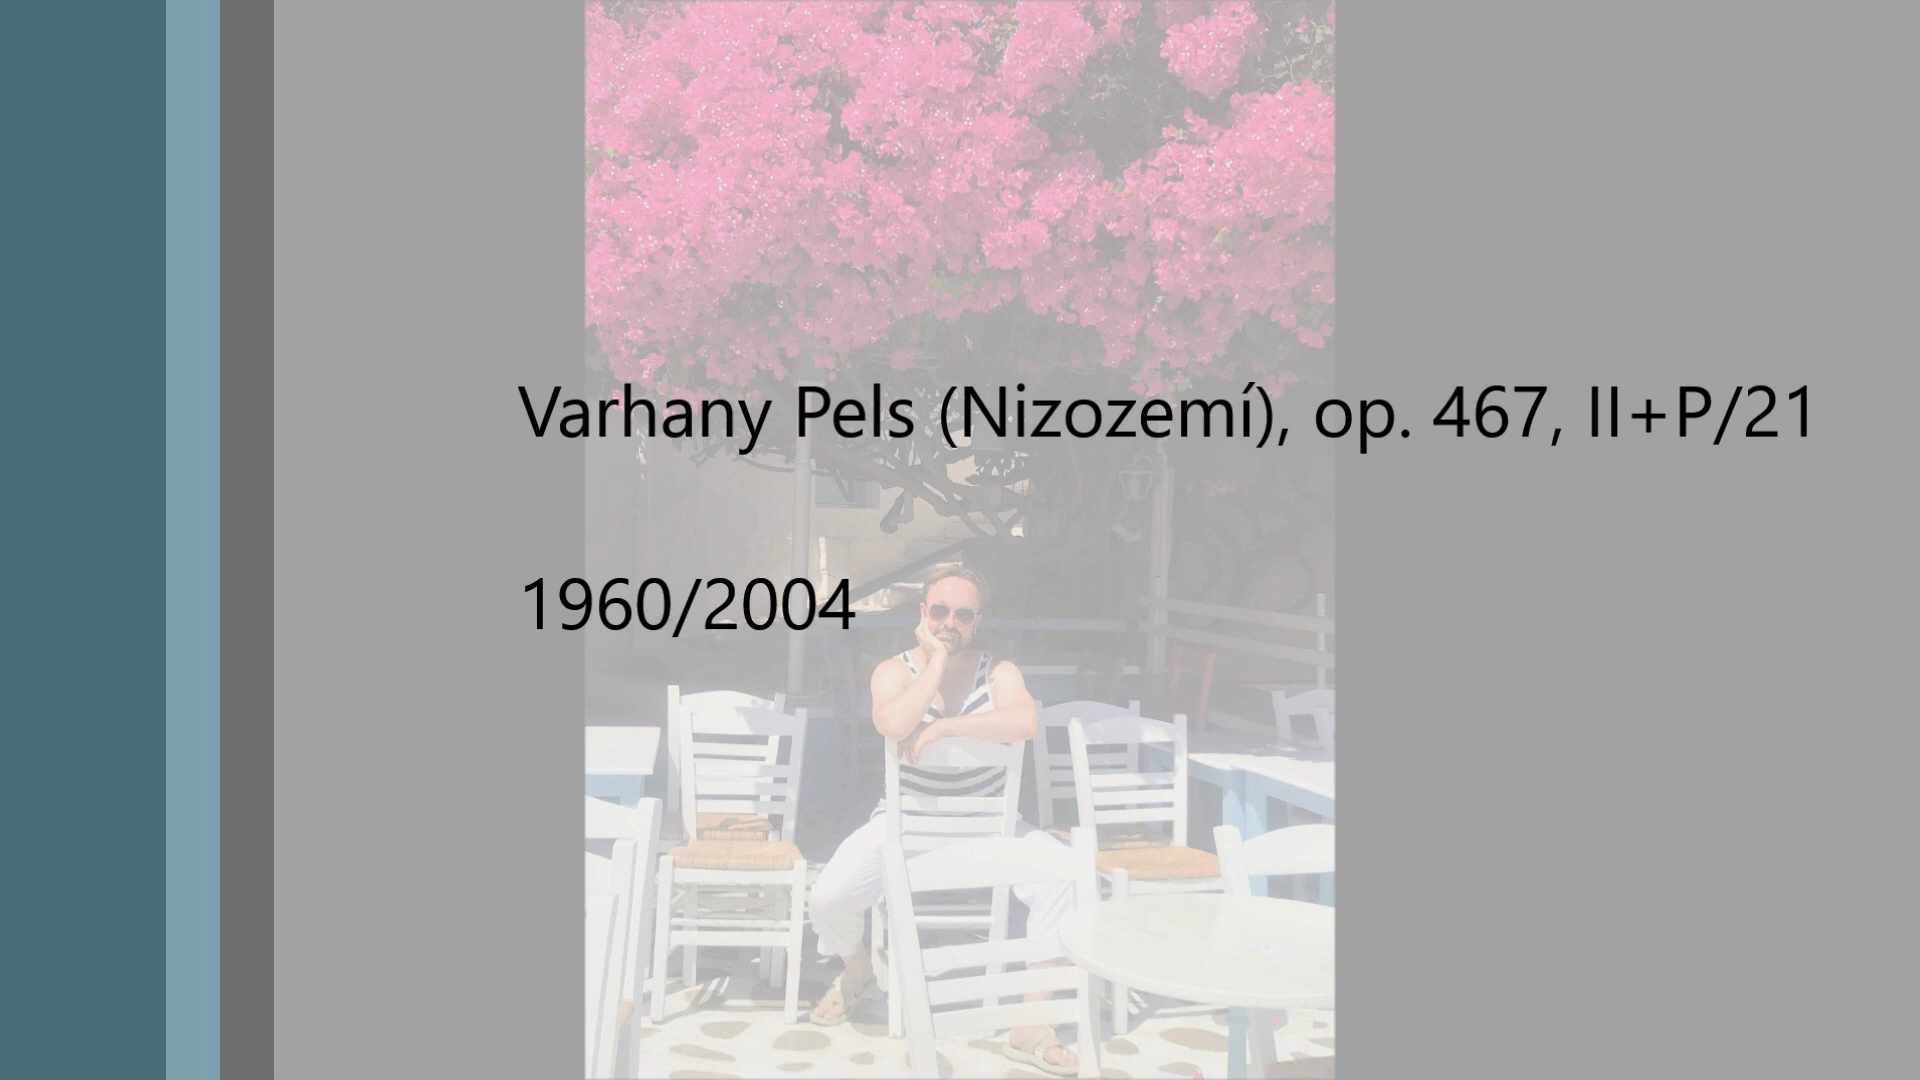 Varhany Pels (Nizozemí), op. 467, II+P/21
1960/2004